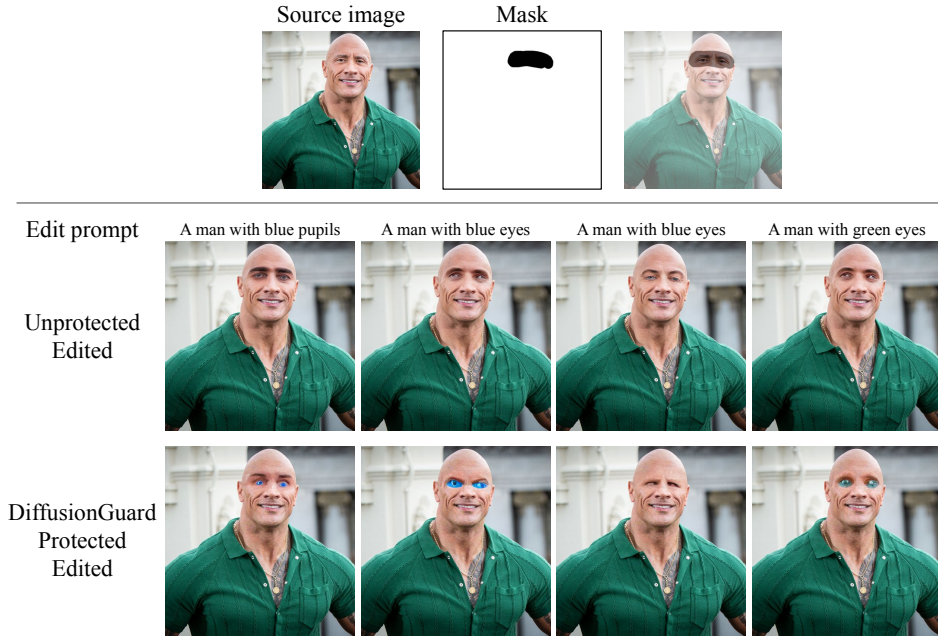 Source image
Mask
Edit prompt
A man with blue pupils
A man with blue eyes
A man with blue eyes
A man with green eyes
Unprotected
Edited
DiffusionGuard
Protected
Edited